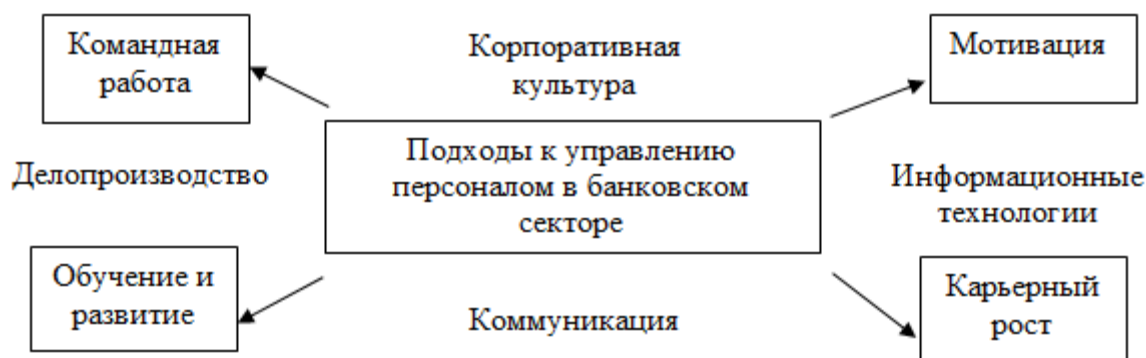 Командная
работа
Корпоративная
культура
Мотивация
Делопроизводство
Подходы к управлению
персоналом в банковском
секторе
Информационные
технологии
Обучение и
развитие
Коммуникация
Карьерный
рост